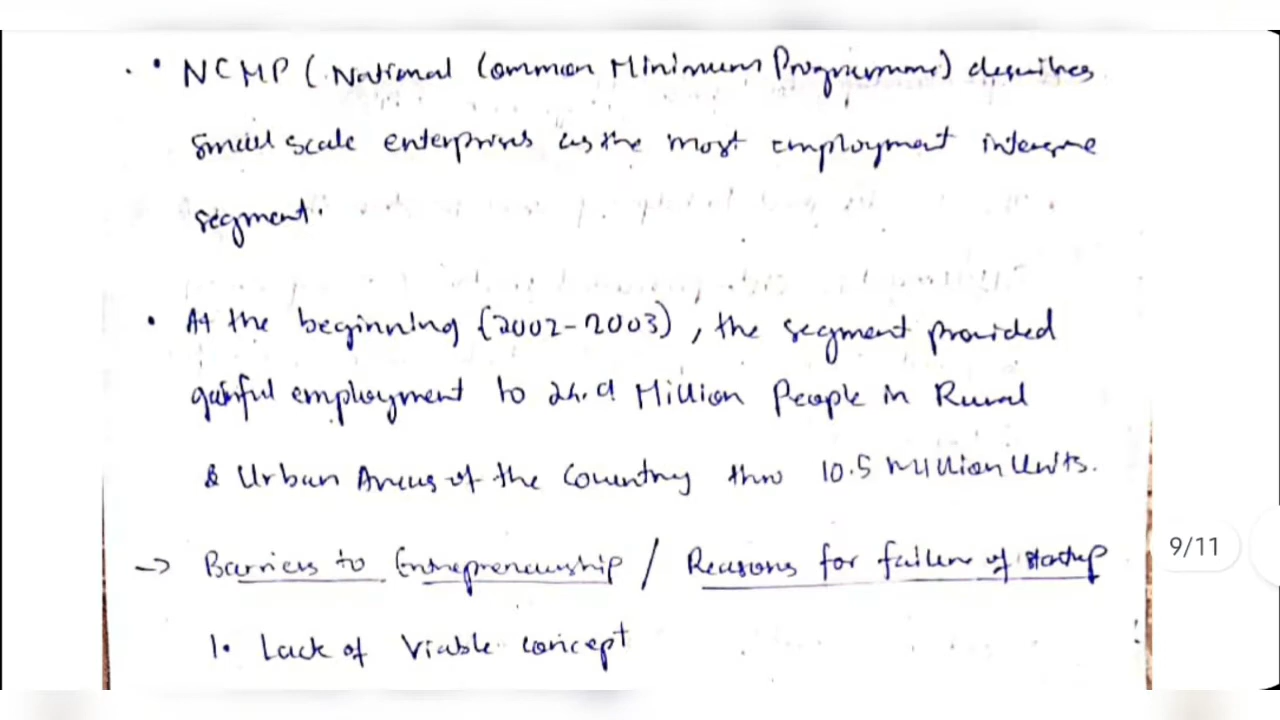 • NCMP (National Common Minimum Programme) describes
small scale enterprises as the most employment intensive
segment.
• At the beginning (2002-2003), the segment provided
gainful employment to 24.9 Million People in Rural
& Urban Areas of the Country thro 10.5 Million Units.
→ Barriers to Entrepreneurship / Reasons for failure of startup
1. Lack of Viable concept
9/11